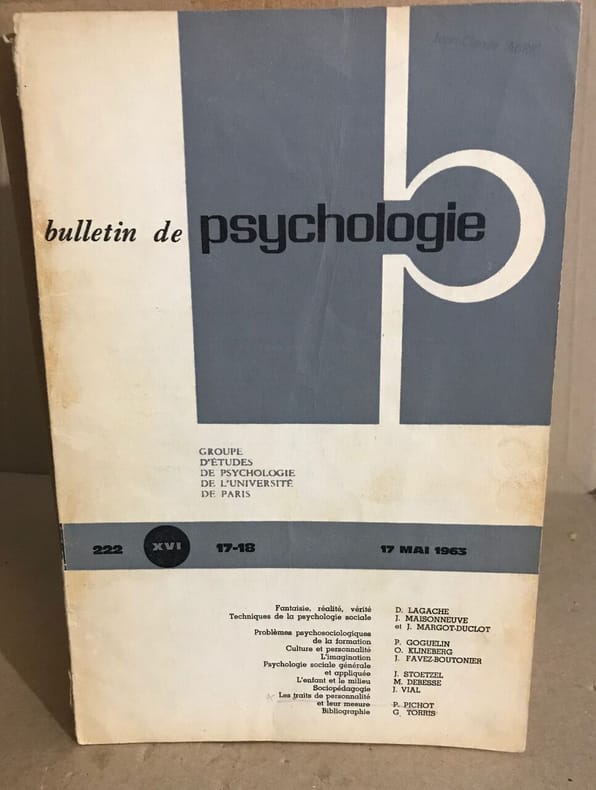 bulletin de psychologie
GROUPE
D'ÉTUDES
DE PSYCHOLOGIE
DE L'UNIVERSITÉ
DE PARIS
222 XVI 17-18 17 MAI 1963
Fantaisie, réalité, vérité D. LAGACHE
Techniques de la psychologie sociale J. MAISONNEUVE
et J. MARGOT-DUCLOT
Problèmes psychosociologiques
de la formation P. GOGUELIN
Culture et personnalité O. KLINEBERG
L'imagination J. FAVEZ-BOUTONIER
Psychologie sociale générale
et appliquée J. STOETZEL
L'enfant et le milieu M. DEBESSE
Sociopédagogie J. VIAL
Les traits de personnalité
et leur mesure P. PICHOT
Bibliographie G. TORRIS